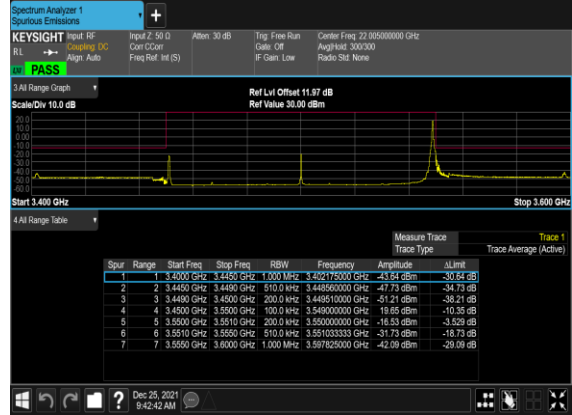 Spectrum Analyzer 1
Spurious Emissions
KEYSIGHT Input: RF Input Z: 50 Ω Atten: 30 dB Trig: Free Run Center Freq: 22.005000000 GHz
RL Coupling: DC Corr CCorr Gate: Off Avg|Hold: 300/300
Align: Auto Freq Ref: Int (S) IF Gain: Low Radio Std: None
LW PASS
3 All Range Graph
Ref Lvl Offset 11.97 dB
Scale/Div 10.0 dB Ref Value 30.00 dBm
20.0
10.0
0.00
-10.0
-20.0
-30.0
-40.0
-50.0
-60.0
Start 3.400 GHz Stop 3.600 GHz
4 All Range Table
Measure Trace Trace 1
Trace Type Trace Average (Active)
Spur Range Start Freq Stop Freq RBW Frequency Amplitude ΔLimit
1 1 3.4000 GHz 3.4450 GHz 1.000 MHz 3.402175000 GHz -43.64 dBm -30.64 dB
2 2 3.4450 GHz 3.4490 GHz 510.0 kHz 3.448560000 GHz -47.73 dBm -34.73 dB
3 3 3.4490 GHz 3.4500 GHz 200.0 kHz 3.449510000 GHz -51.21 dBm -38.21 dB
4 4 3.4500 GHz 3.5500 GHz 100.0 kHz 3.549000000 GHz 19.65 dBm -10.35 dB
5 5 3.5500 GHz 3.5510 GHz 200.0 kHz 3.550000000 GHz -16.53 dBm -3.529 dB
6 6 3.5510 GHz 3.5550 GHz 510.0 kHz 3.551033333 GHz -31.73 dBm -18.73 dB
7 7 3.5550 GHz 3.6000 GHz 1.000 MHz 3.597825000 GHz -42.09 dBm -29.09 dB
? Dec 25, 2021
9:42:42 AM